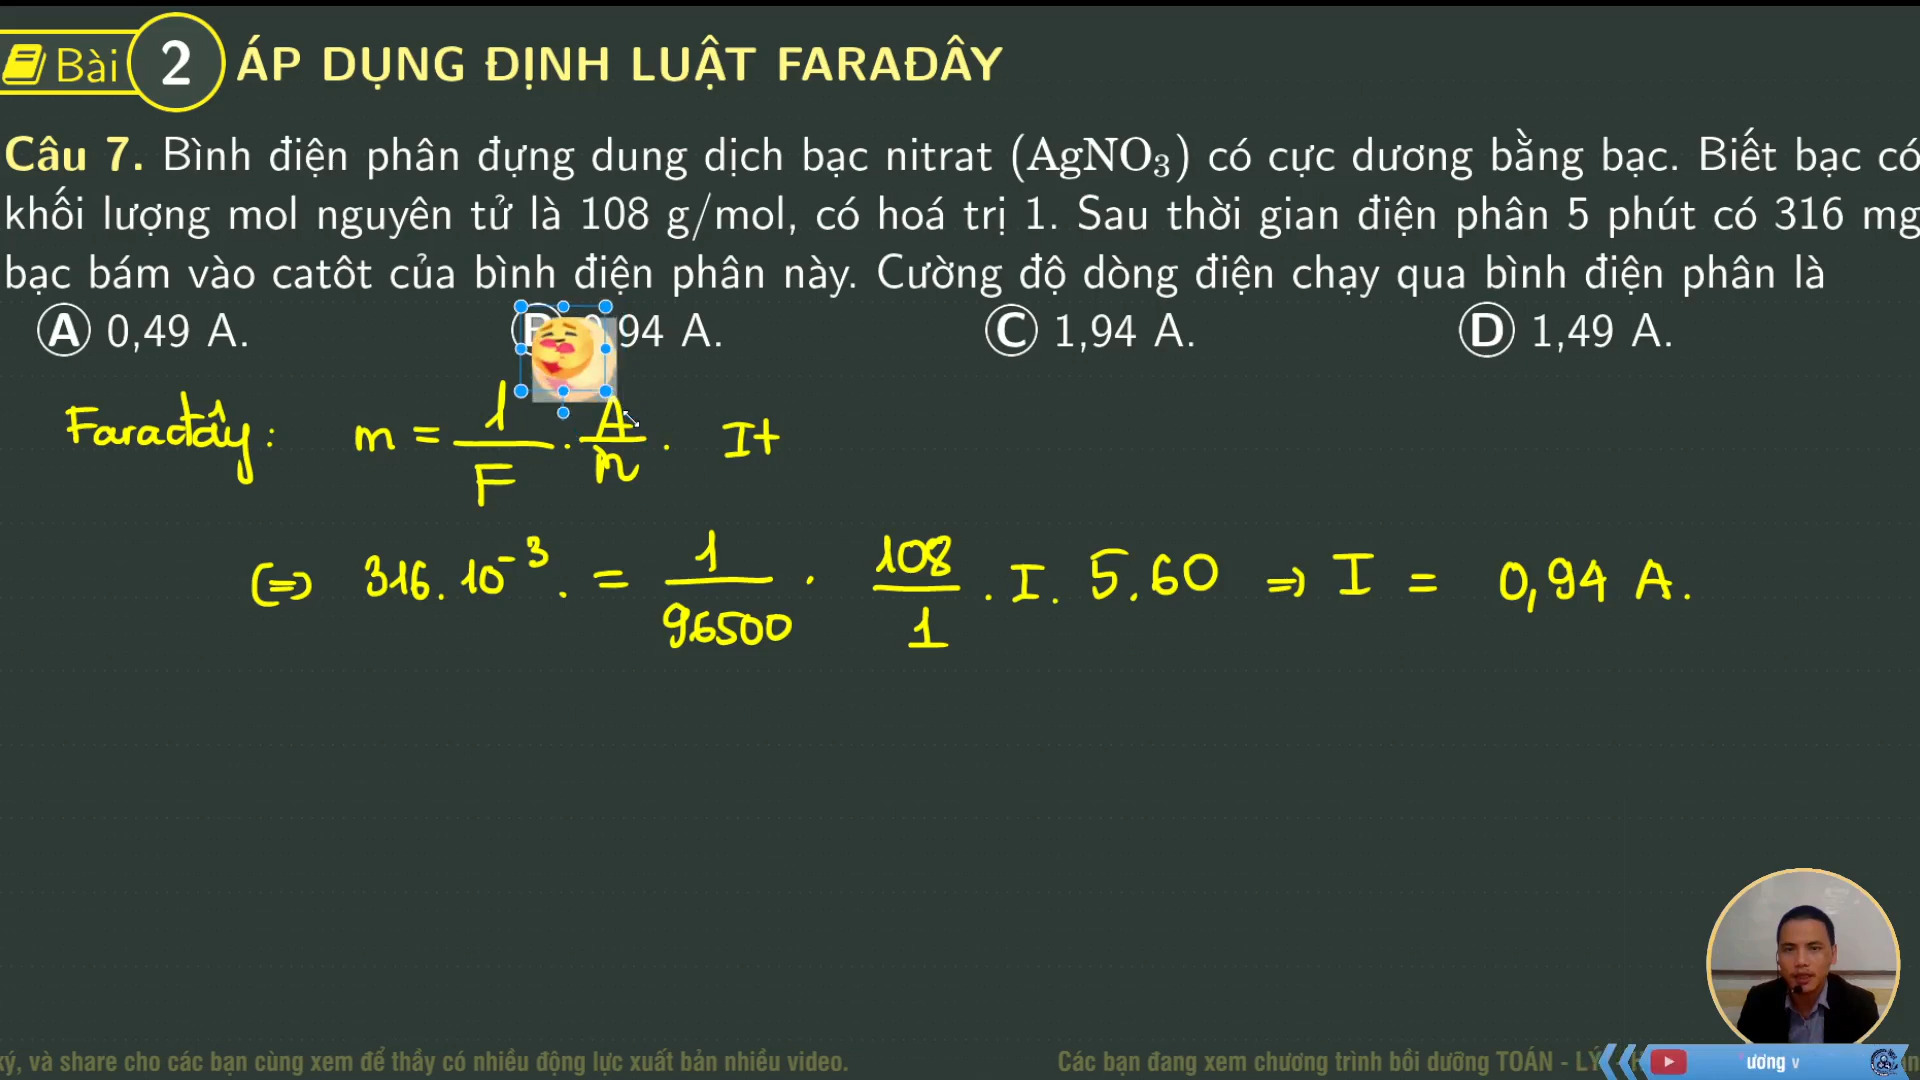 Bài 2 ÁP DỤNG ĐỊNH LUẬT FARAĐÂY
Câu 7. Bình điện phân đựng dung dịch bạc nitrat (AgNO₃) có cực dương bằng bạc. Biết bạc có
khối lượng mol nguyên tử là 108 g/mol, có hoá trị 1. Sau thời gian điện phân 5 phút có 316 mg
bạc bám vào catôt của bình điện phân này. Cường độ dòng điện chạy qua bình điện phân là
A 0,49 A. B ,94 A. C 1,94 A. D 1,49 A.
Farađây: m = 1/F . A/n . It
(=) 316.10⁻³. = 1/96500 . 108/1 . I. 5.60 => I = 0,94 A.
ký, và share cho các bạn cùng xem để thầy có nhiều động lực xuất bản nhiều video. Các bạn đang xem chương trình bồi dưỡng TOÁN - LÝ
ương v